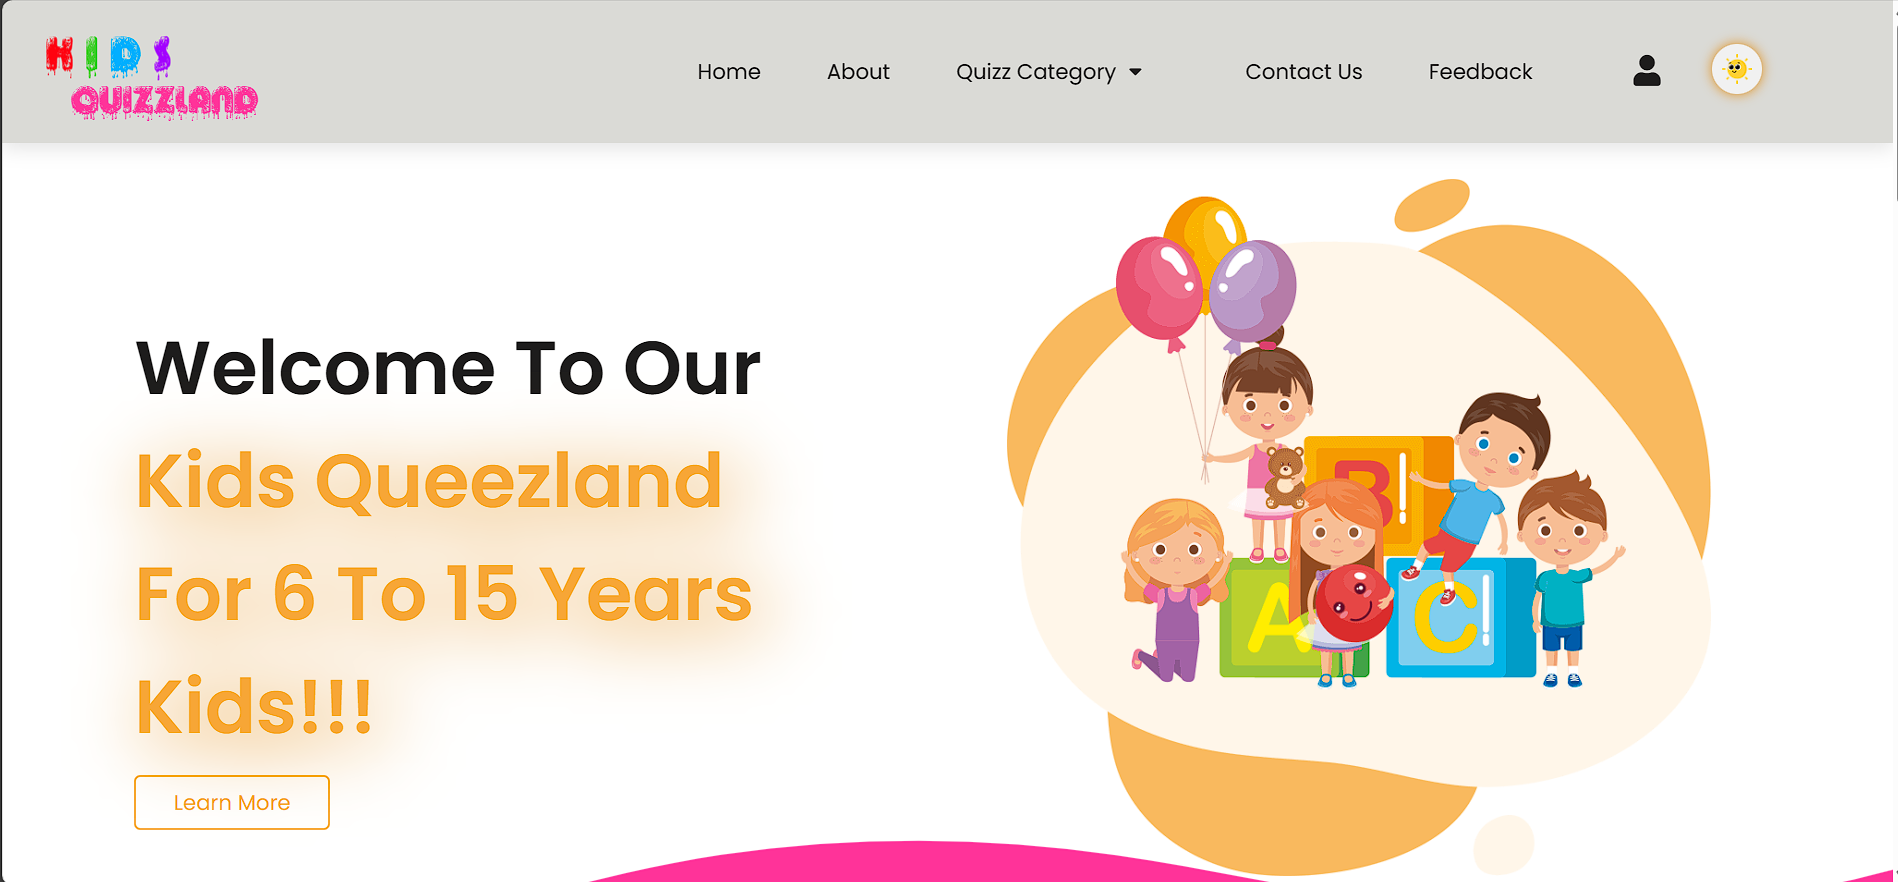 KIDS
QUIZZLAND
Home About Quizz Category Contact Us Feedback
Welcome To Our
Kids Queezland
For 6 To 15 Years
Kids!!!
Learn More
B
A
C